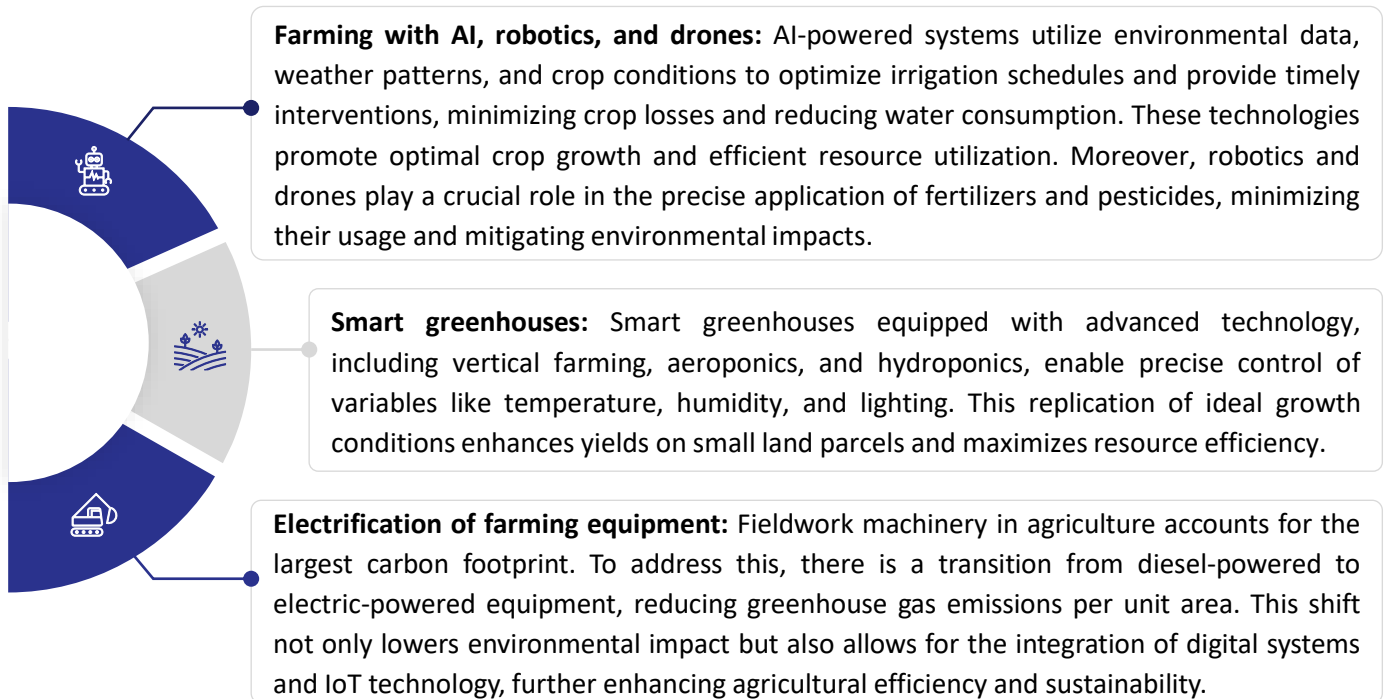 Farming with AI, robotics, and drones: AI-powered systems utilize environmental data,
weather patterns, and crop conditions to optimize irrigation schedules and provide timely
interventions, minimizing crop losses and reducing water consumption. These technologies
promote optimal crop growth and efficient resource utilization. Moreover, robotics and
drones play a crucial role in the precise application of fertilizers and pesticides, minimizing
their usage and mitigating environmental impacts.
Smart greenhouses: Smart greenhouses equipped with advanced technology,
including vertical farming, aeroponics, and hydroponics, enable precise control of
variables like temperature, humidity, and lighting. This replication of ideal growth
conditions enhances yields on small land parcels and maximizes resource efficiency.
Electrification of farming equipment: Fieldwork machinery in agriculture accounts for the
largest carbon footprint. To address this, there is a transition from diesel-powered to
electric-powered equipment, reducing greenhouse gas emissions per unit area. This shift
not only lowers environmental impact but also allows for the integration of digital systems
and IoT technology, further enhancing agricultural efficiency and sustainability.